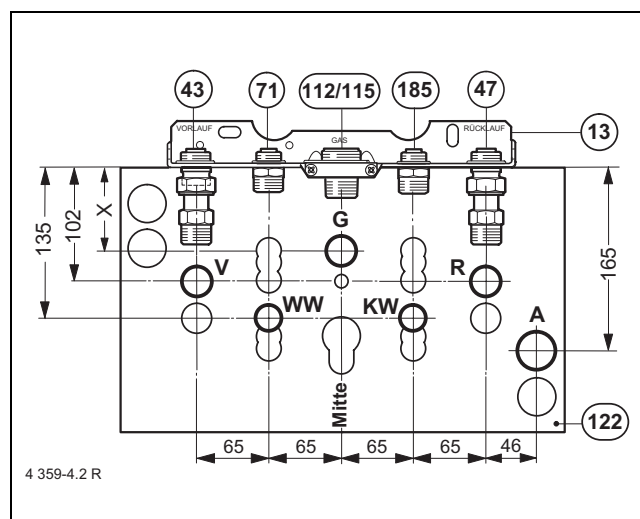 43 71 112/115 185 47
VORLAUF GAS RÜCKLAUF 13
135 102 X G 165
V R
WW KW A
Mitte
122
65 65 65 65 46
4 359-4.2 R